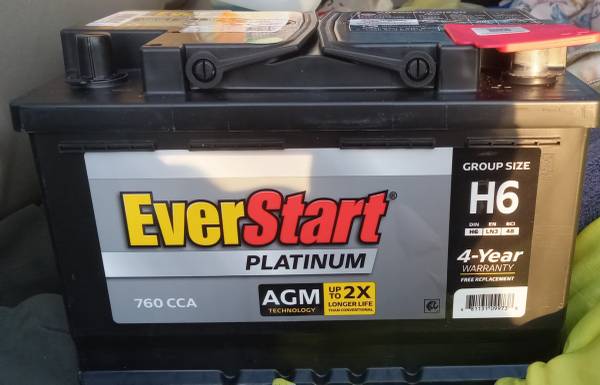 EverStart®
PLATINUM
760 CCA
AGM
TECHNOLOGY
UP TO 2X
LONGER LIFE
THAN CONVENTIONAL
GROUP SIZE
H6
DIN EN BCI
H6 LN3 48
4-Year
WARRANTY
FREE REPLACEMENT